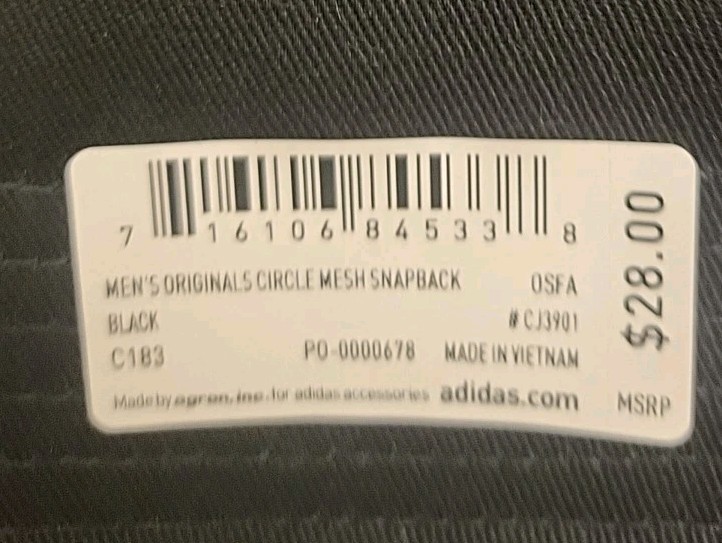 7 16106 84533 8
MEN'S ORIGINALS CIRCLE MESH SNAPBACK OSFA
BLACK # CJ3901
C183 PO-0000678 MADE IN VIETNAM
Made by agron, inc. for adidas accessories adidas.com
$28.00
MSRP